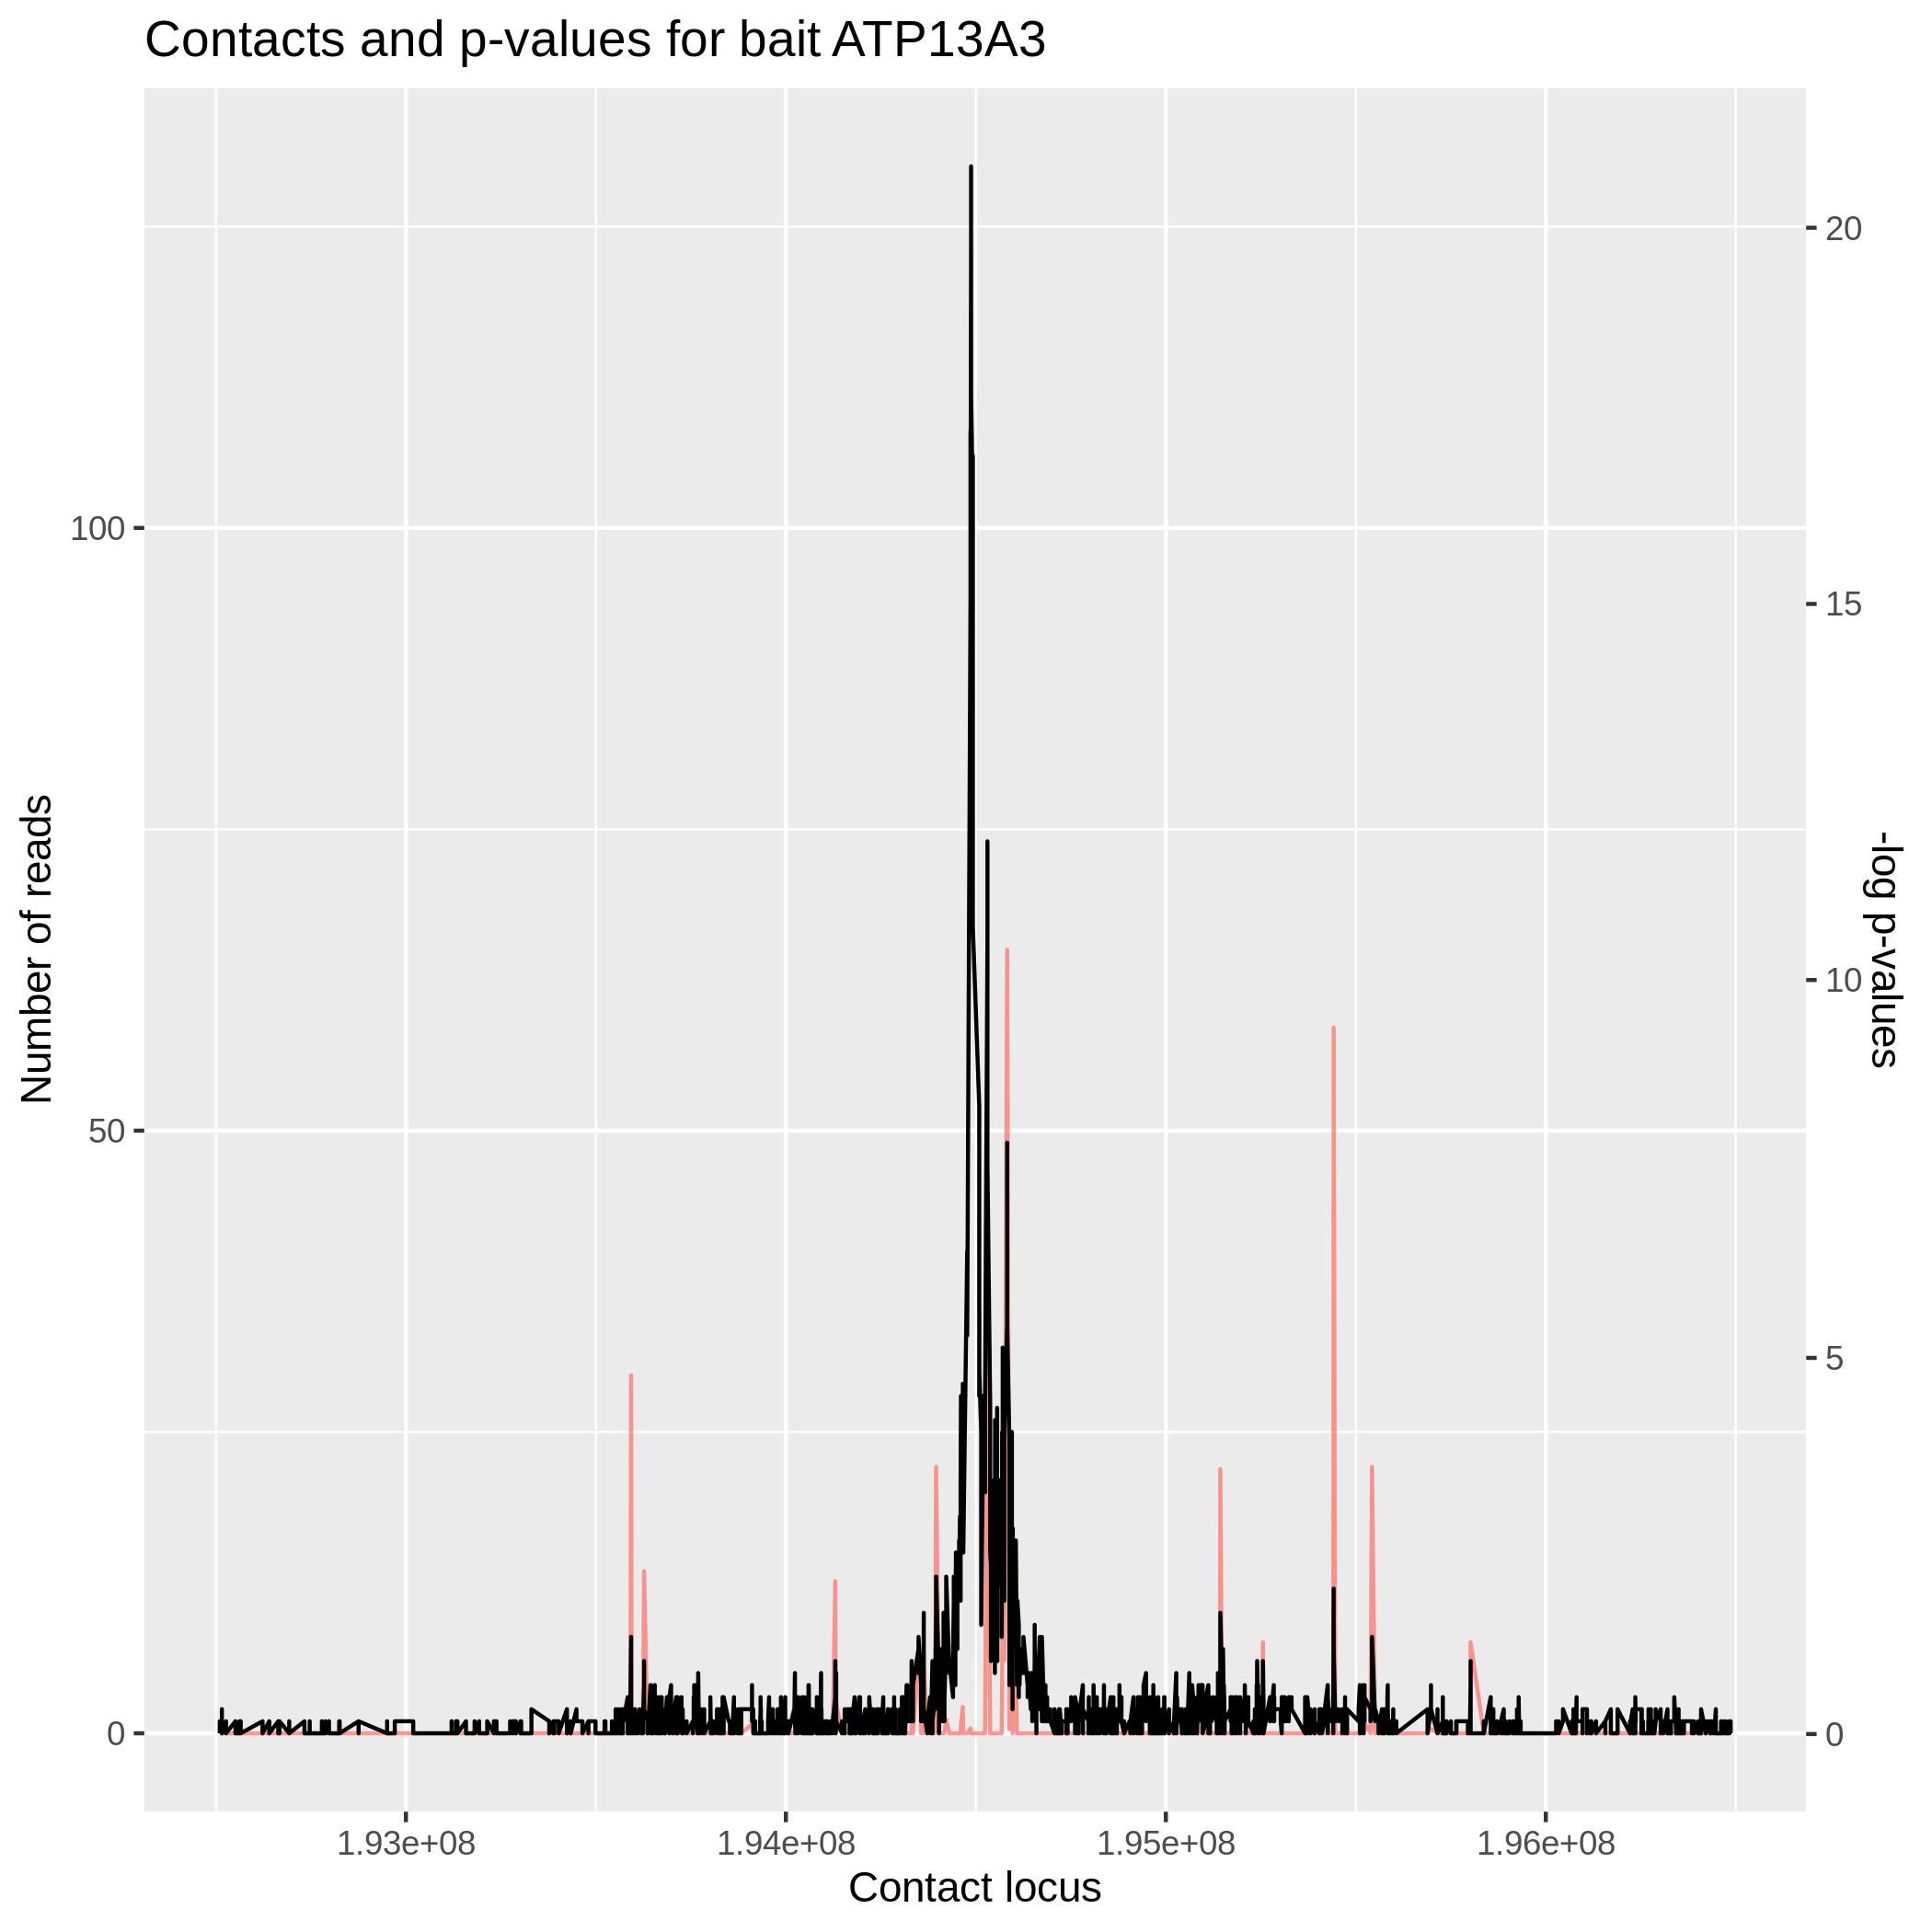 Contacts and p-values for bait ATP13A3
Number of reads
100
50
0
20
15
10
5
0
-log p-values
1.93e+08
1.94e+08
1.95e+08
1.96e+08
Contact locus